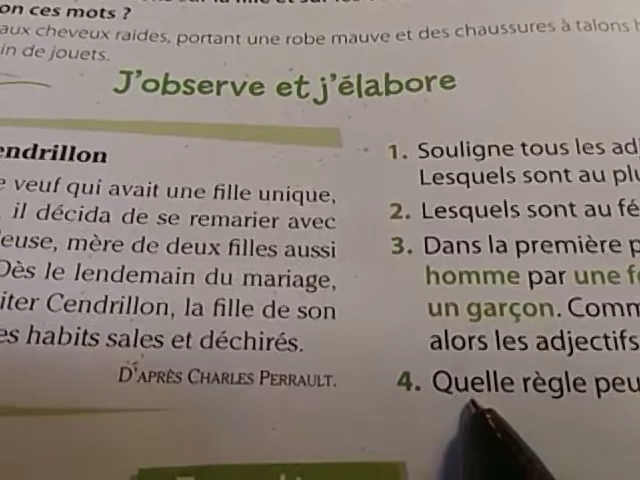 on ces mots ?
aux cheveux raides, portant une robe mauve et des chaussures à talons
in de jouets.
J'observe et j'élabore
endrillon
veuf qui avait une fille unique,
il décida de se remarier avec
euse, mère de deux filles aussi
Dès le lendemain du mariage,
iter Cendrillon, la fille de son
es habits sales et déchirés.
D'APRÈS CHARLES PERRAULT.
1. Souligne tous les ad
Lesquels sont au plu
2. Lesquels sont au fé
3. Dans la première p
homme par une f
un garçon. Comm
alors les adjectifs
4. Quelle règle peu